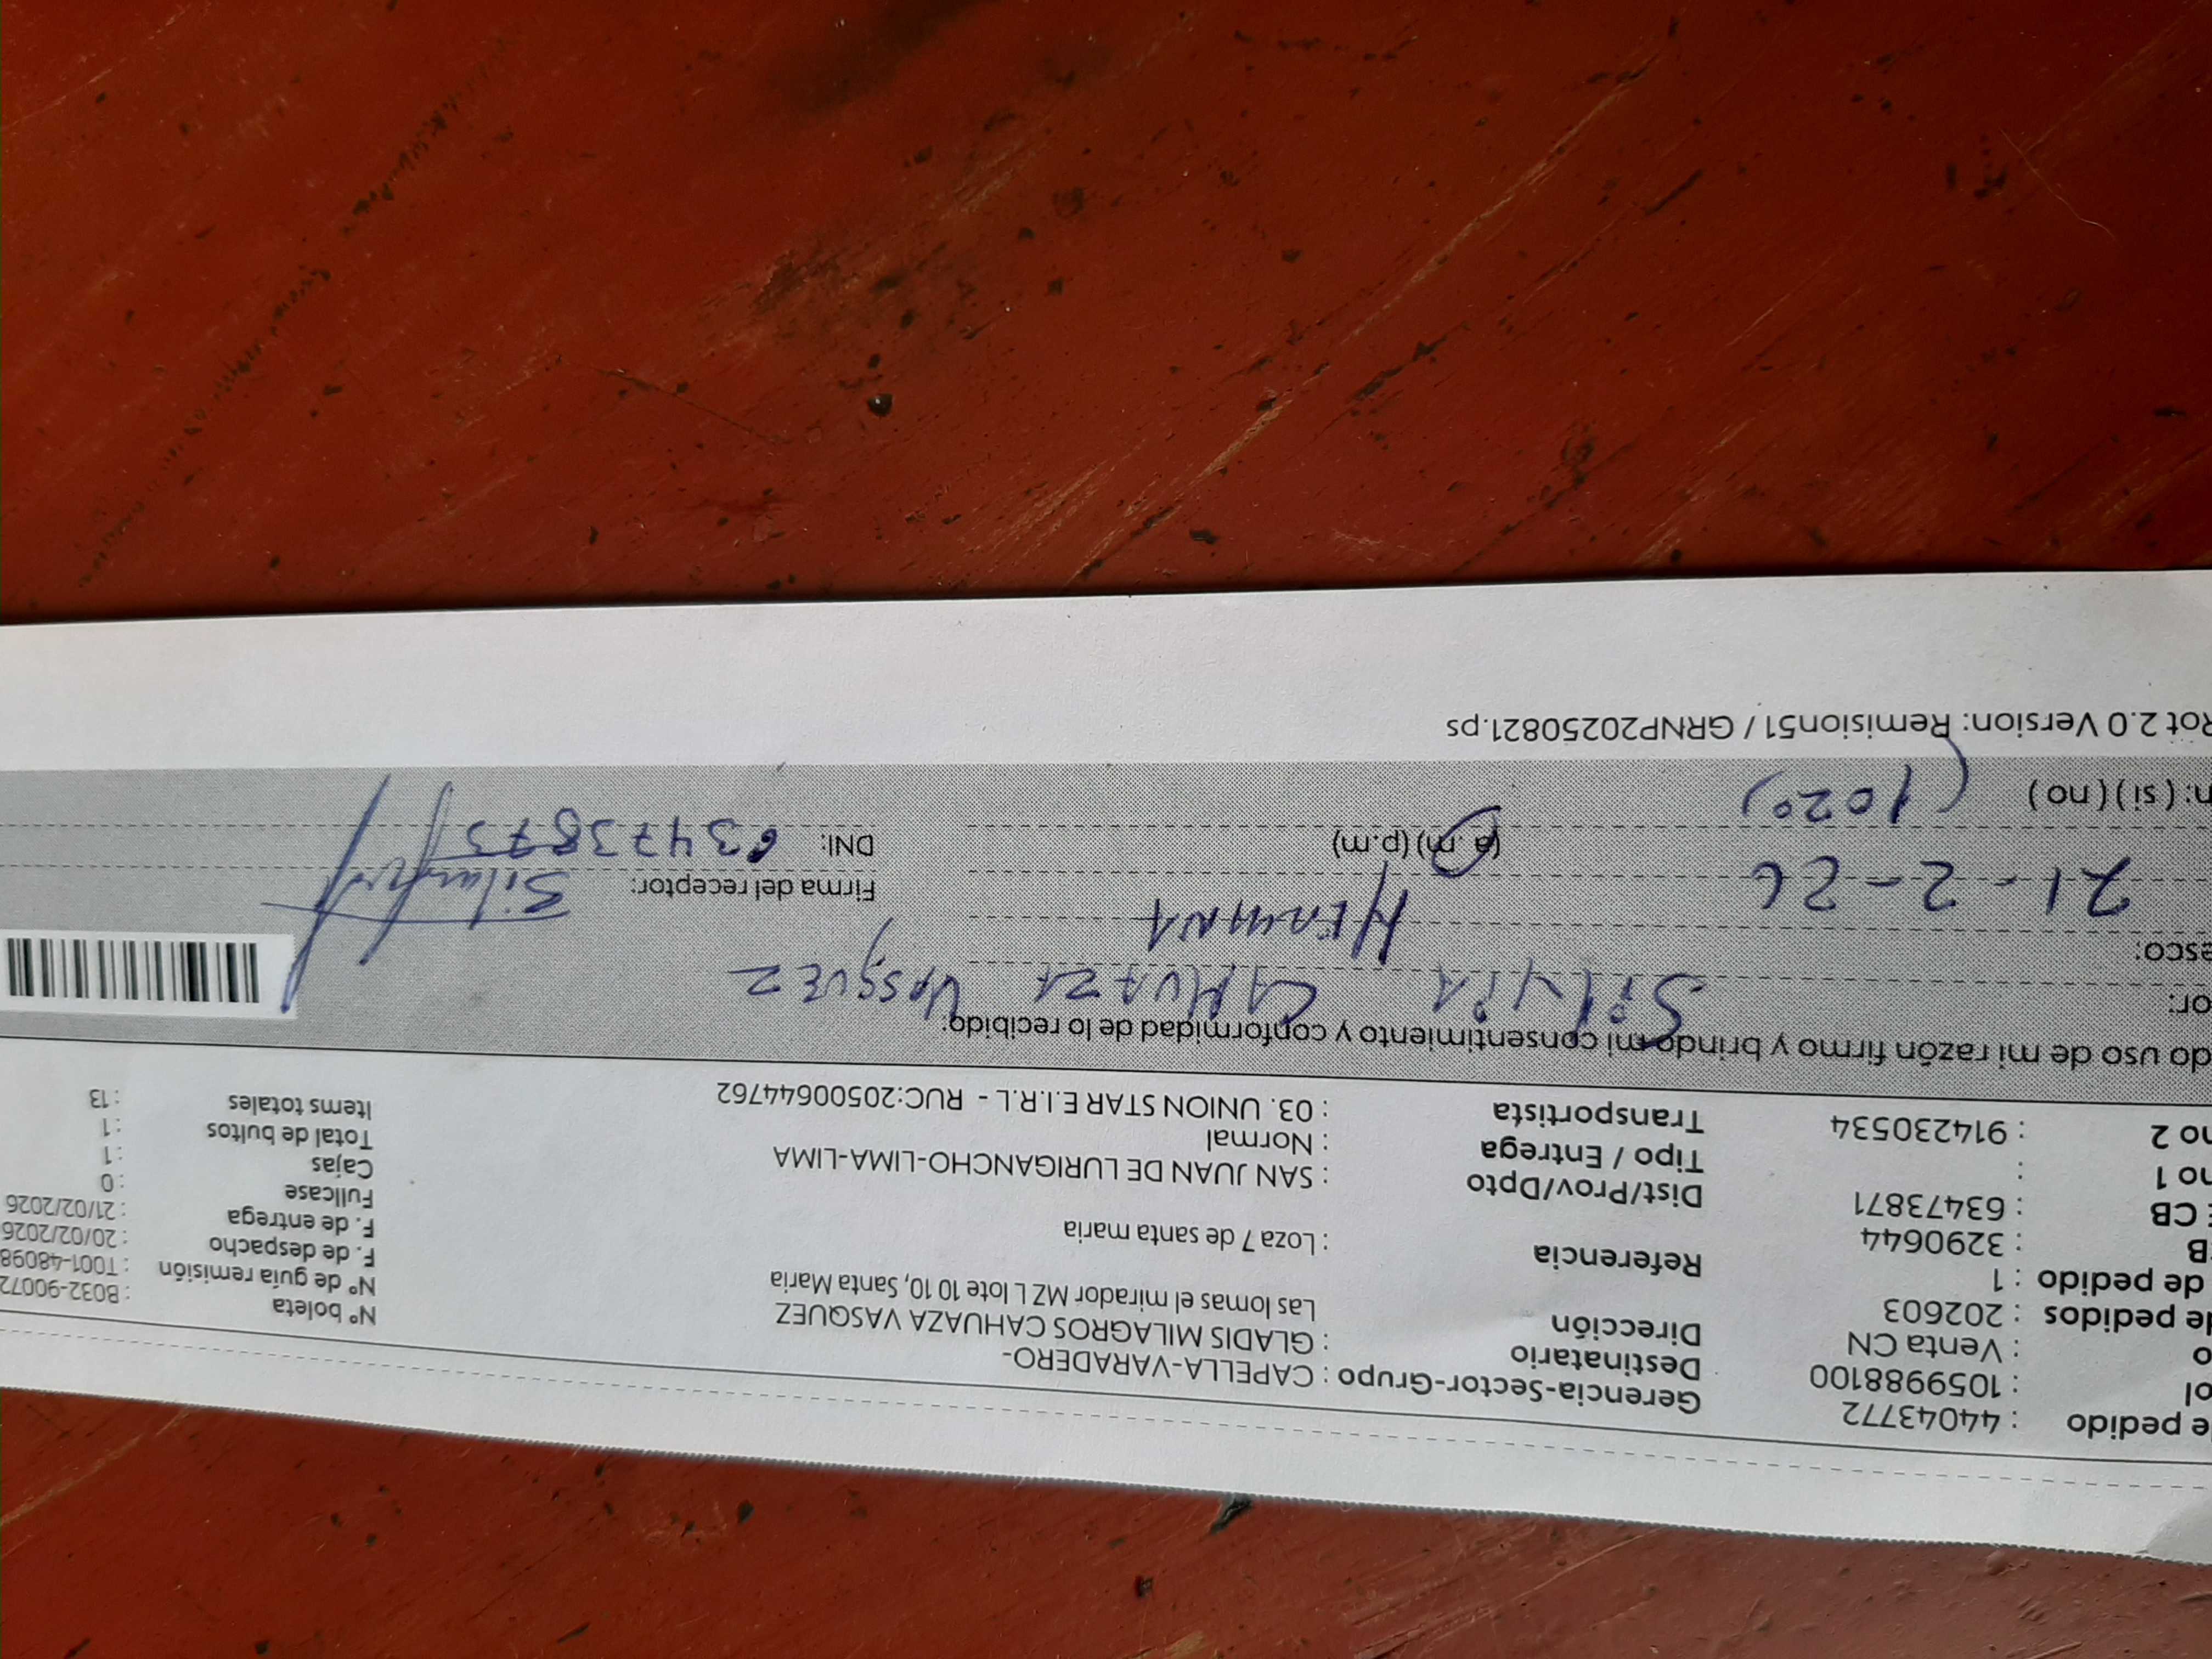 e pedido : 44043772
ol : 1059988100
o : Venta CN
de pedidos : 202603
de pedido : 1
B : 3290644
CB : 63473871
no 1 :
no 2 : 914230534
Gerencia-Sector-Grupo : CAPELLA-VARADERO-
Destinatario : GLADIS MILAGROS CAHUAZA VASQUEZ
Dirección Las lomas el mirador MZ L lote 10 10, Santa Maria
Referencia : Loza 7 de santa maria
Dist/Prov/Dpto : SAN JUAN DE LURIGANCHO-LIMA-LIMA
Tipo / Entrega : Normal
Transportista : 03. UNION STAR E.I.R.L - RUC:20500644762
N° boleta : B032-90072
N° de guía remisión : T001-48098
F. de despacho : 20/02/2026
F. de entrega : 21/02/2026
Fullcase : 0
Cajas : 1
Total de bultos : 1
Items totales : 13
do uso de mi razón firmo y brindo mi consentimiento y conformidad de lo recibido:
or: SilviA CAHUAZA VASQUEZ
esco: HERMANA
21-2-26 (a.m) (p.m)
Firma del receptor:
DNI: 63473873
n: ( si ) ( no ) (1020)
Rot 2.0 Version: Remision51 / GRNP20250821.ps